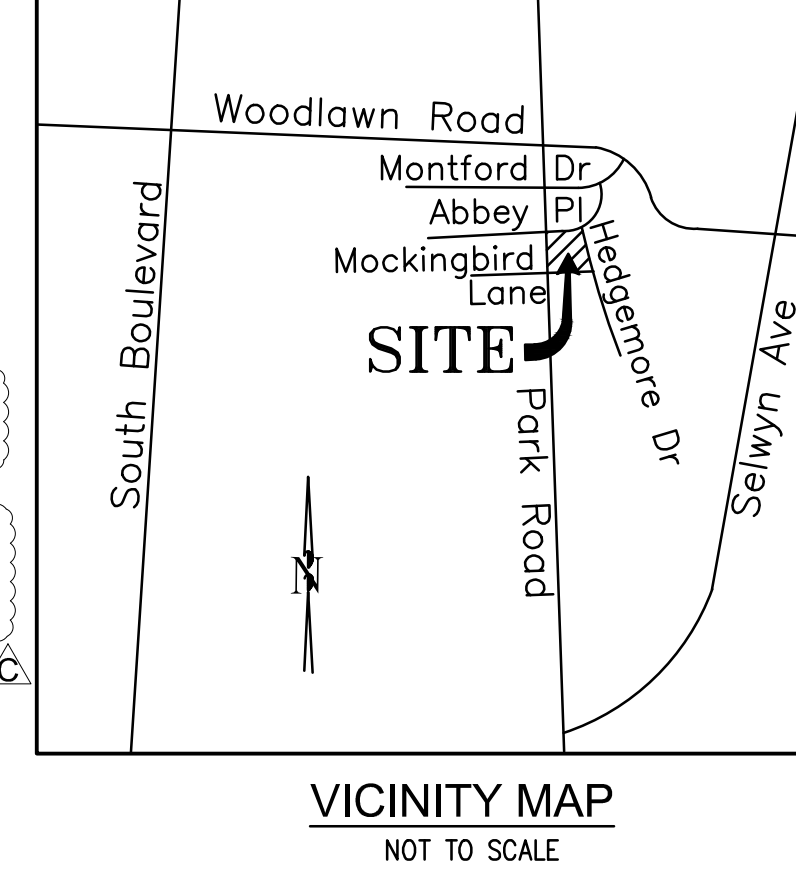 Woodlawn Road
Montford Dr
Abbey Pl
Mockingbird
Lane
Hedgemore Dr
SITE
South Boulevard
Park Road
Selwyn Ave
N
C
VICINITY MAP
NOT TO SCALE